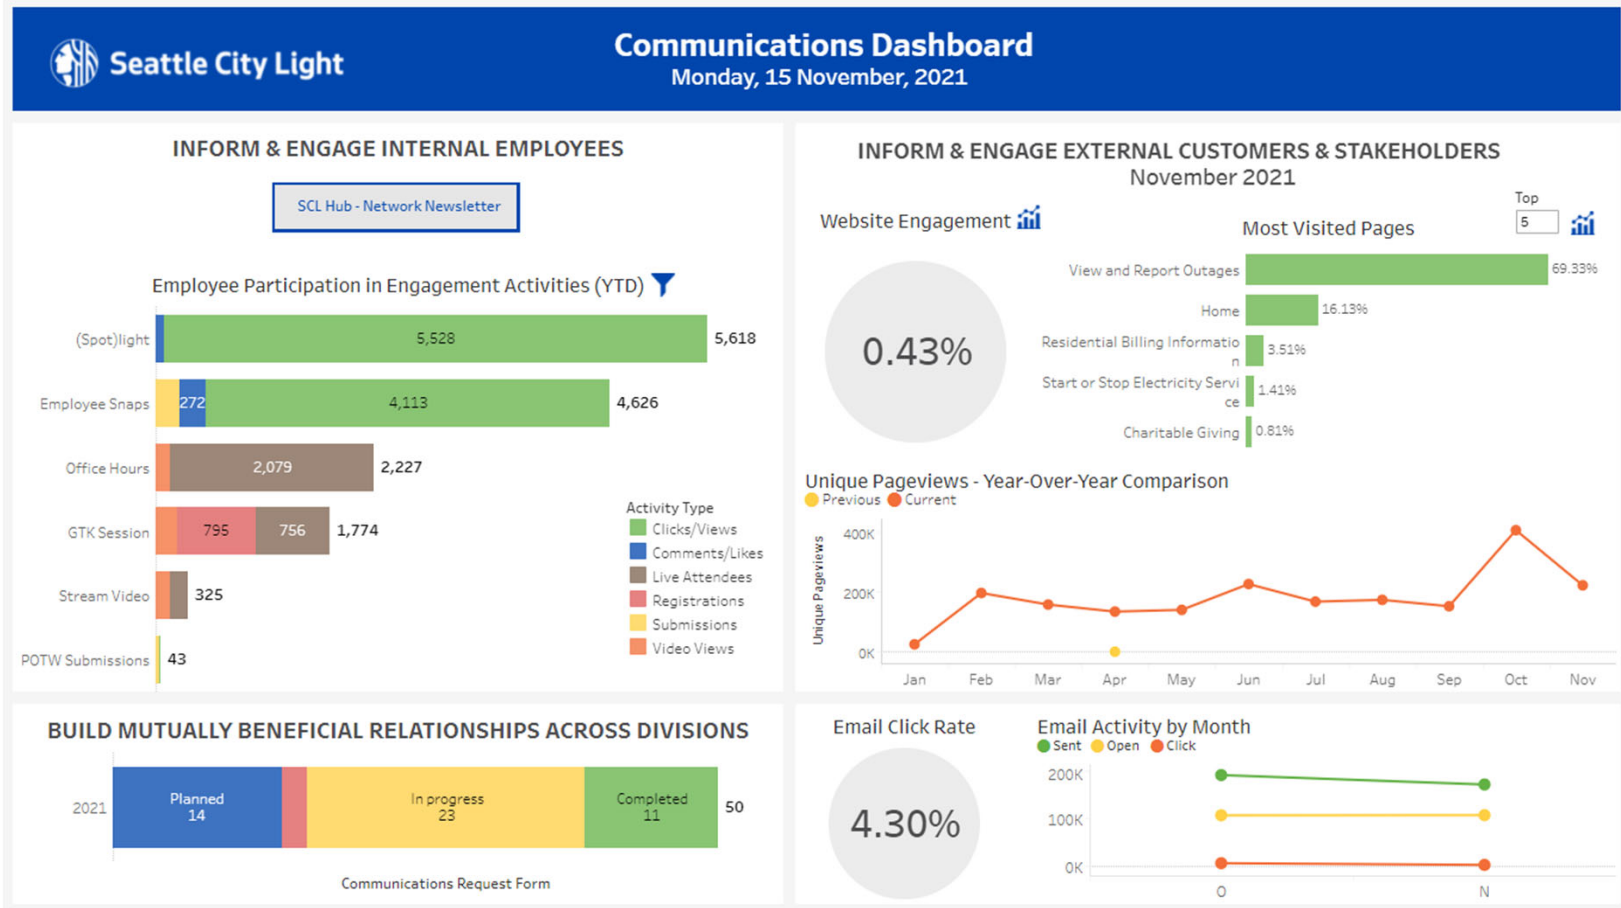 Seattle City Light
Communications Dashboard
Monday, 15 November, 2021
INFORM & ENGAGE INTERNAL EMPLOYEES
SCL Hub - Network Newsletter
Employee Participation in Engagement Activities (YTD)
(Spot)light 5,528 5,618
Employee Snaps 272 4,113 4,626
Office Hours 2,079 2,227
GTK Session 795 756 1,774
Stream Video 325
POTW Submissions 43
Activity Type
Clicks/Views
Comments/Likes
Live Attendees
Registrations
Submissions
Video Views
INFORM & ENGAGE EXTERNAL CUSTOMERS & STAKEHOLDERS
November 2021
Website Engagement
0.43%
Most Visited Pages
Top
5
View and Report Outages 69.33%
Home 16.13%
Residential Billing Informatio
n 3.51%
Start or Stop Electricity Servi
ce 1.41%
Charitable Giving 0.81%
Unique Pageviews - Year-Over-Year Comparison
Previous Current
Unique Pageviews
400K
200K
0K
Jan Feb Mar Apr May Jun Jul Aug Sep Oct Nov
BUILD MUTUALLY BENEFICIAL RELATIONSHIPS ACROSS DIVISIONS
2021
Planned
14
In progress
23
Completed
11
50
Communications Request Form
Email Click Rate
4.30%
Email Activity by Month
Sent Open Click
200K
100K
0K
O N